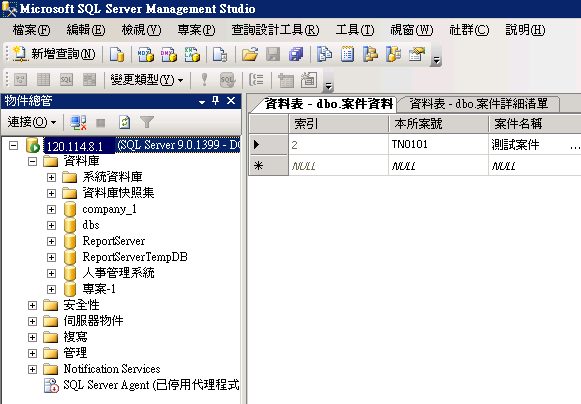 Microsoft SQL Server Management Studio
檔案(F) 編輯(E) 檢視(V) 專案(P) 查詢設計工具(R) 工具(T) 視窗(W) 社群(C) 說明(H)
新增查詢(N)
變更類型(Y)
物件總管
資料表 - dbo.案件資料 資料表 - dbo.案件詳細清單
連接(O)
索引 本所案號 案件名稱
120.114.8.1 (SQL Server 9.0.1399 - DC
2 TN0101 測試案件 ...
資料庫
NULL NULL NULL
系統資料庫
資料庫快照集
company_1
dbs
ReportServer
ReportServerTempDB
人事管理系統
專案-1
安全性
伺服器物件
複寫
管理
Notification Services
SQL Server Agent (已停用代理程式